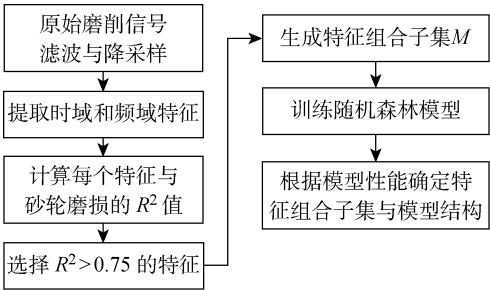 原始磨削信号
滤波与降采样
提取时域和频域特征
计算每个特征与
砂轮磨损的 R² 值
选择 R²>0.75 的特征
生成特征组合子集M
训练随机森林模型
根据模型性能确定特
征组合子集与模型结构